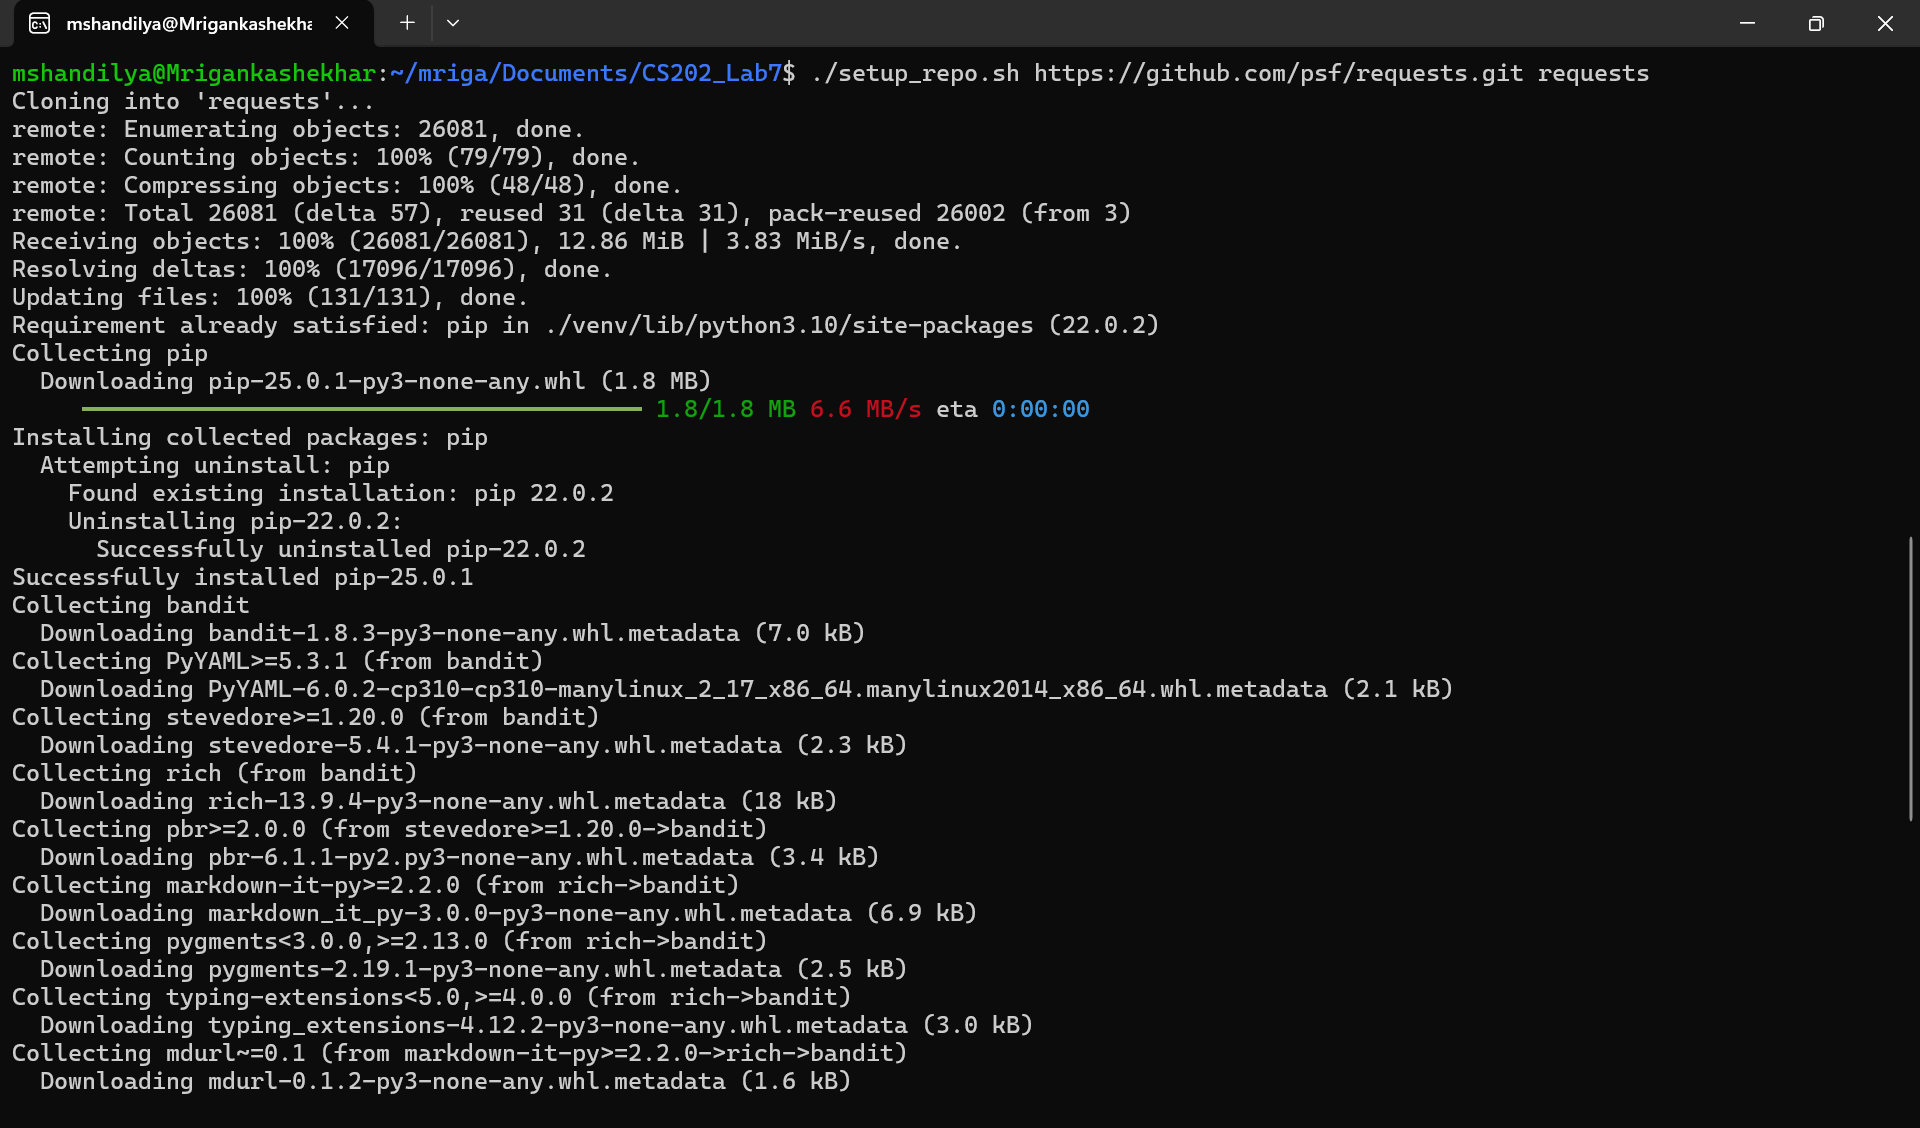 mshandilya@Mrigankashekha
mshandilya@Mrigankashekhar:~/mriga/Documents/CS202_Lab7$ ./setup_repo.sh https://github.com/psf/requests.git requests
Cloning into 'requests'...
remote: Enumerating objects: 26081, done.
remote: Counting objects: 100% (79/79), done.
remote: Compressing objects: 100% (48/48), done.
remote: Total 26081 (delta 57), reused 31 (delta 31), pack-reused 26002 (from 3)
Receiving objects: 100% (26081/26081), 12.86 MiB | 3.83 MiB/s, done.
Resolving deltas: 100% (17096/17096), done.
Updating files: 100% (131/131), done.
Requirement already satisfied: pip in ./venv/lib/python3.10/site-packages (22.0.2)
Collecting pip
  Downloading pip-25.0.1-py3-none-any.whl (1.8 MB)
1.8/1.8 MB 6.6 MB/s eta 0:00:00
Installing collected packages: pip
  Attempting uninstall: pip
    Found existing installation: pip 22.0.2
    Uninstalling pip-22.0.2:
      Successfully uninstalled pip-22.0.2
Successfully installed pip-25.0.1
Collecting bandit
  Downloading bandit-1.8.3-py3-none-any.whl.metadata (7.0 kB)
Collecting PyYAML>=5.3.1 (from bandit)
  Downloading PyYAML-6.0.2-cp310-cp310-manylinux_2_17_x86_64.manylinux2014_x86_64.whl.metadata (2.1 kB)
Collecting stevedore>=1.20.0 (from bandit)
  Downloading stevedore-5.4.1-py3-none-any.whl.metadata (2.3 kB)
Collecting rich (from bandit)
  Downloading rich-13.9.4-py3-none-any.whl.metadata (18 kB)
Collecting pbr>=2.0.0 (from stevedore>=1.20.0->bandit)
  Downloading pbr-6.1.1-py2.py3-none-any.whl.metadata (3.4 kB)
Collecting markdown-it-py>=2.2.0 (from rich->bandit)
  Downloading markdown_it_py-3.0.0-py3-none-any.whl.metadata (6.9 kB)
Collecting pygments<3.0.0,>=2.13.0 (from rich->bandit)
  Downloading pygments-2.19.1-py3-none-any.whl.metadata (2.5 kB)
Collecting typing-extensions<5.0,>=4.0.0 (from rich->bandit)
  Downloading typing_extensions-4.12.2-py3-none-any.whl.metadata (3.0 kB)
Collecting mdurl~=0.1 (from markdown-it-py>=2.2.0->rich->bandit)
  Downloading mdurl-0.1.2-py3-none-any.whl.metadata (1.6 kB)